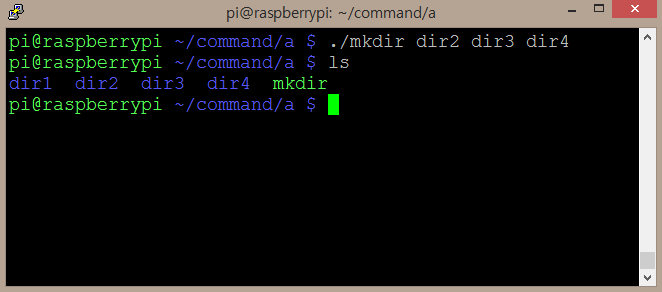 pi@raspberrypi: ~/command/a
pi@raspberrypi ~/command/a $ ./mkdir dir2 dir3 dir4
pi@raspberrypi ~/command/a $ ls
dir1  dir2  dir3  dir4  mkdir
pi@raspberrypi ~/command/a $